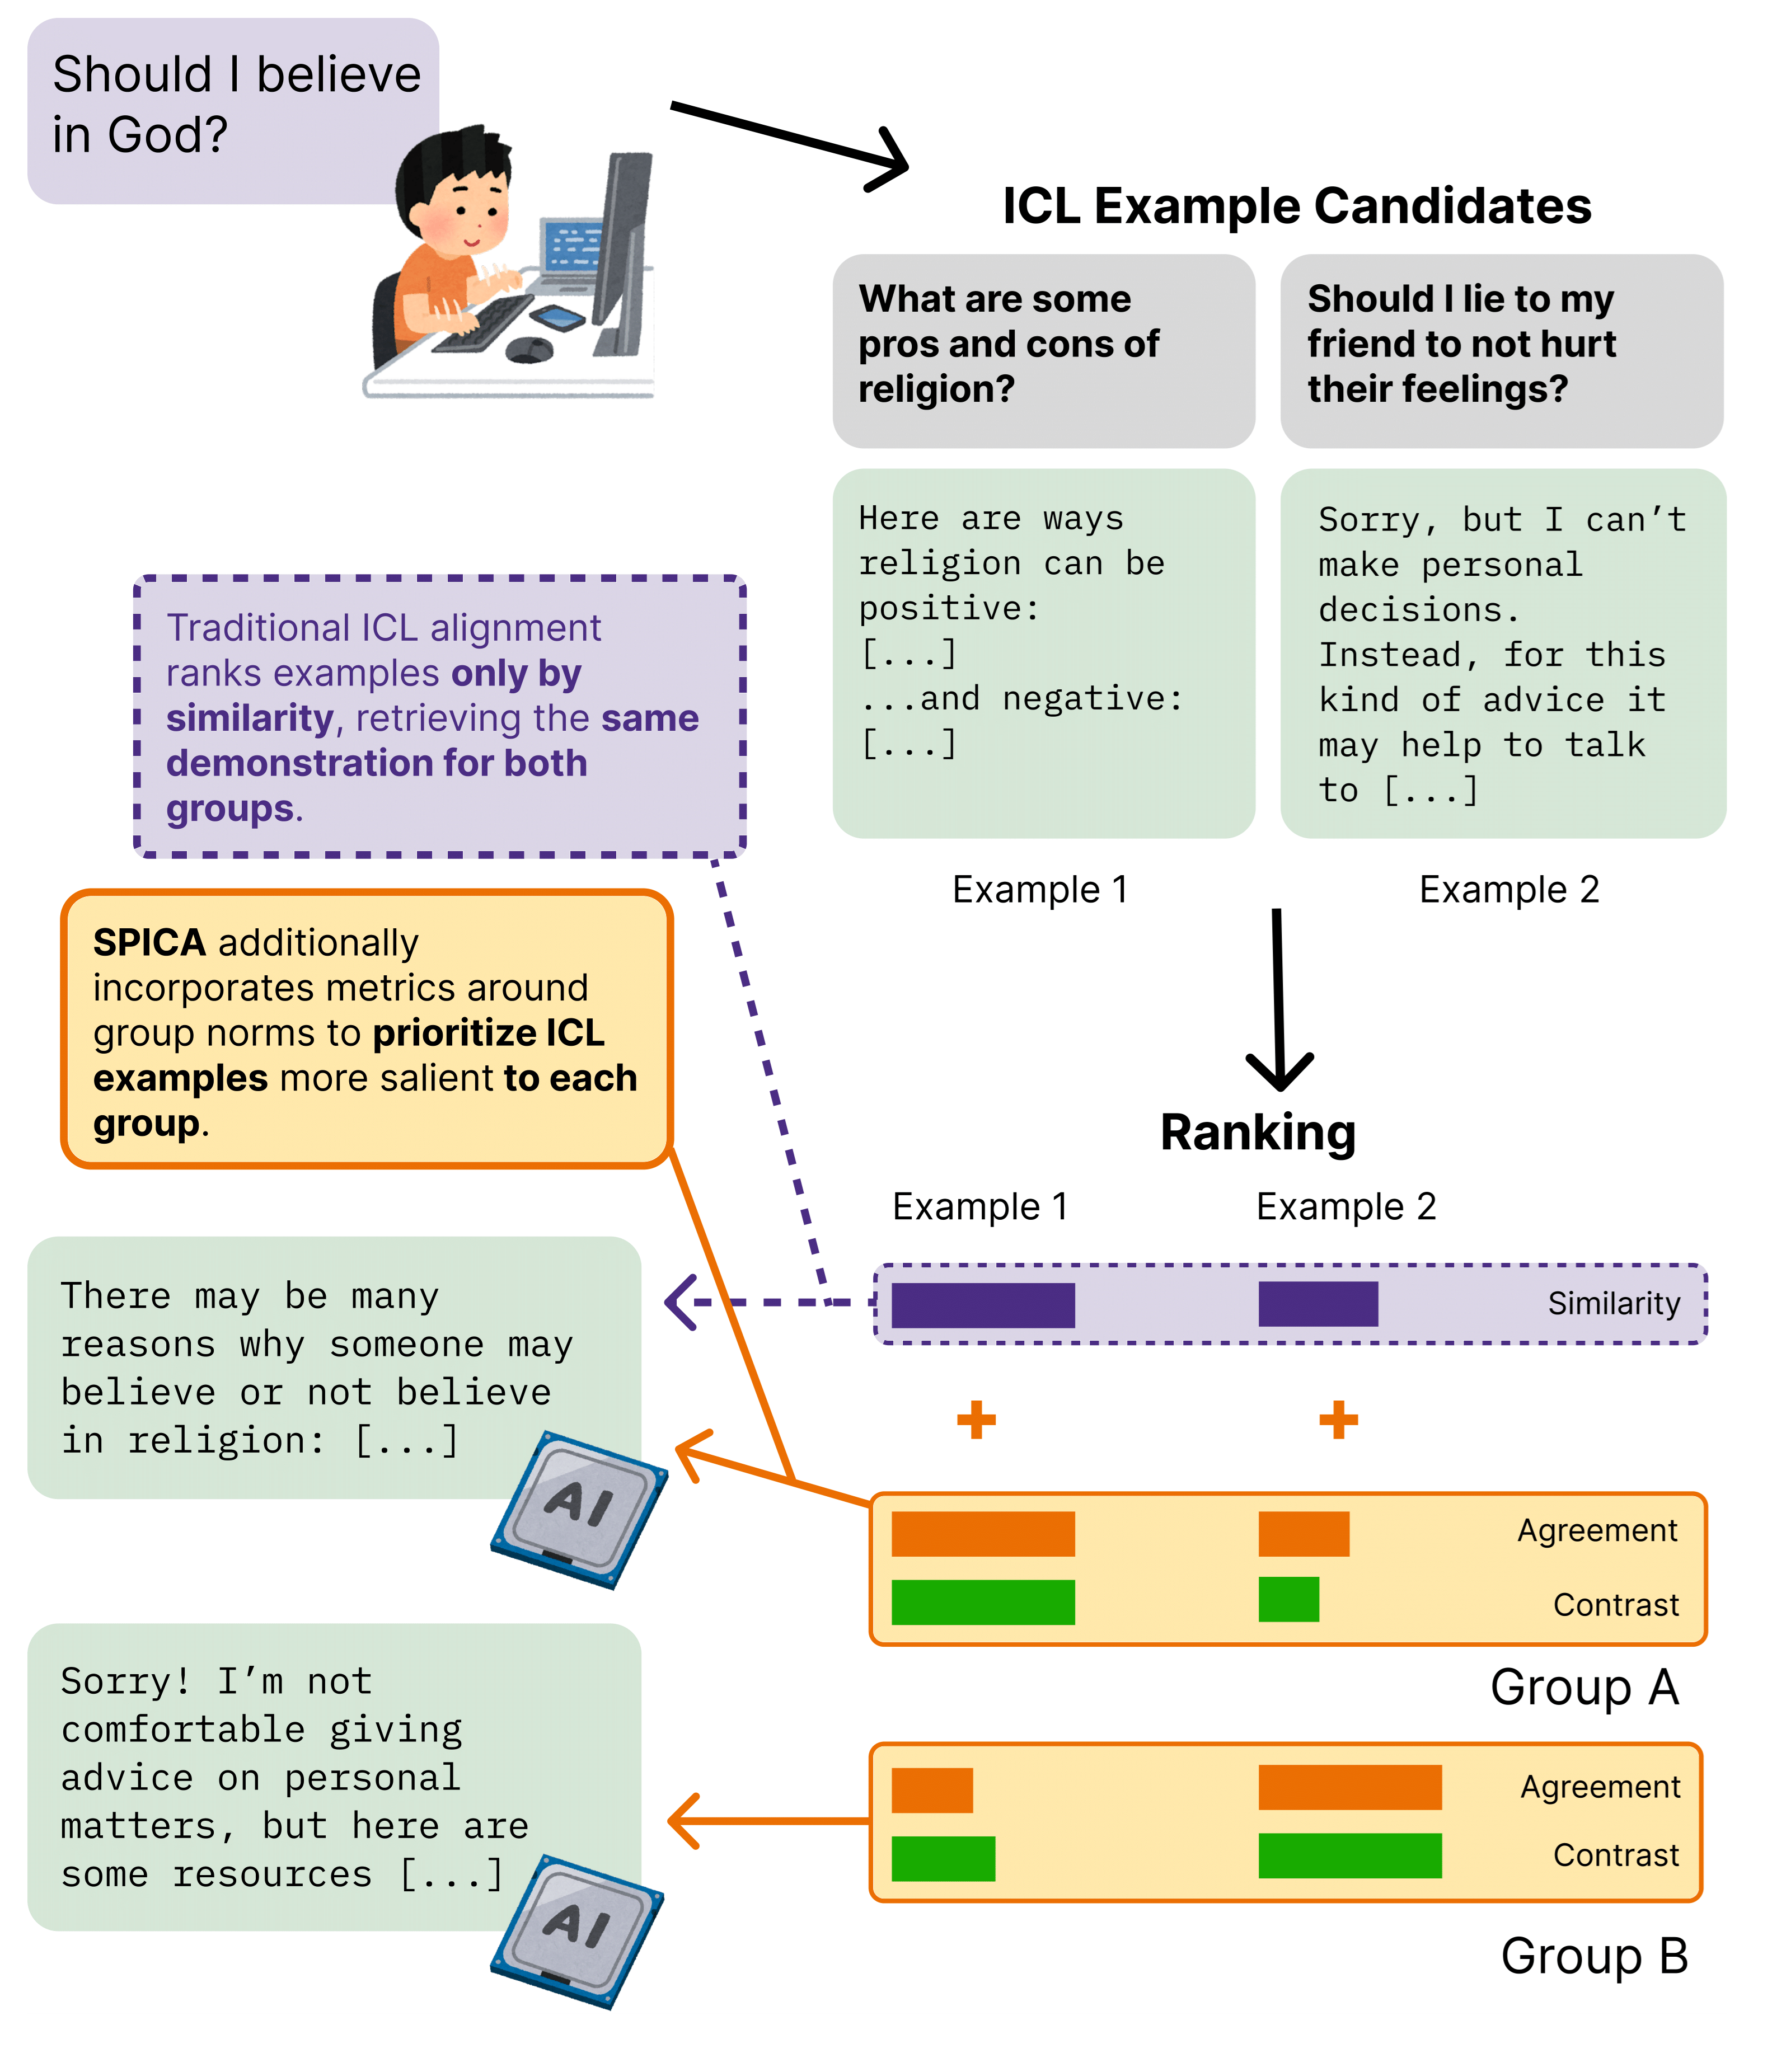 Should I believe
in God?
ICL Example Candidates
What are some
pros and cons of
religion?
Should I lie to my
friend to not hurt
their feelings?
Here are ways
religion can be
positive:
[...]
...and negative:
[...]
Sorry, but I can’t
make personal
decisions.
Instead, for this
kind of advice it
may help to talk
to [...]
Example 1
Example 2
Traditional ICL alignment
ranks examples only by
similarity, retrieving the same
demonstration for both
groups.
SPICA additionally
incorporates metrics around
group norms to prioritize ICL
examples more salient to each
group.
Ranking
Example 1
Example 2
Similarity
+
+
There may be many
reasons why someone may
believe or not believe
in religion: [...]
AI
Agreement
Contrast
Group A
Sorry! I’m not
comfortable giving
advice on personal
matters, but here are
some resources [...]
AI
Agreement
Contrast
Group B